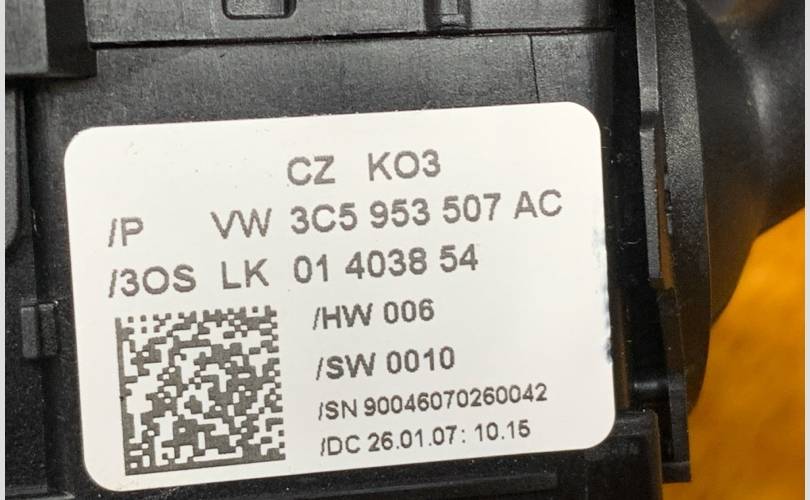 CZ KO3
/P VW 3C5 953 507 AC
/3OS LK 01 4038 54
/HW 006
/SW 0010
/SN 90046070260042
/DC 26.01.07: 10.15